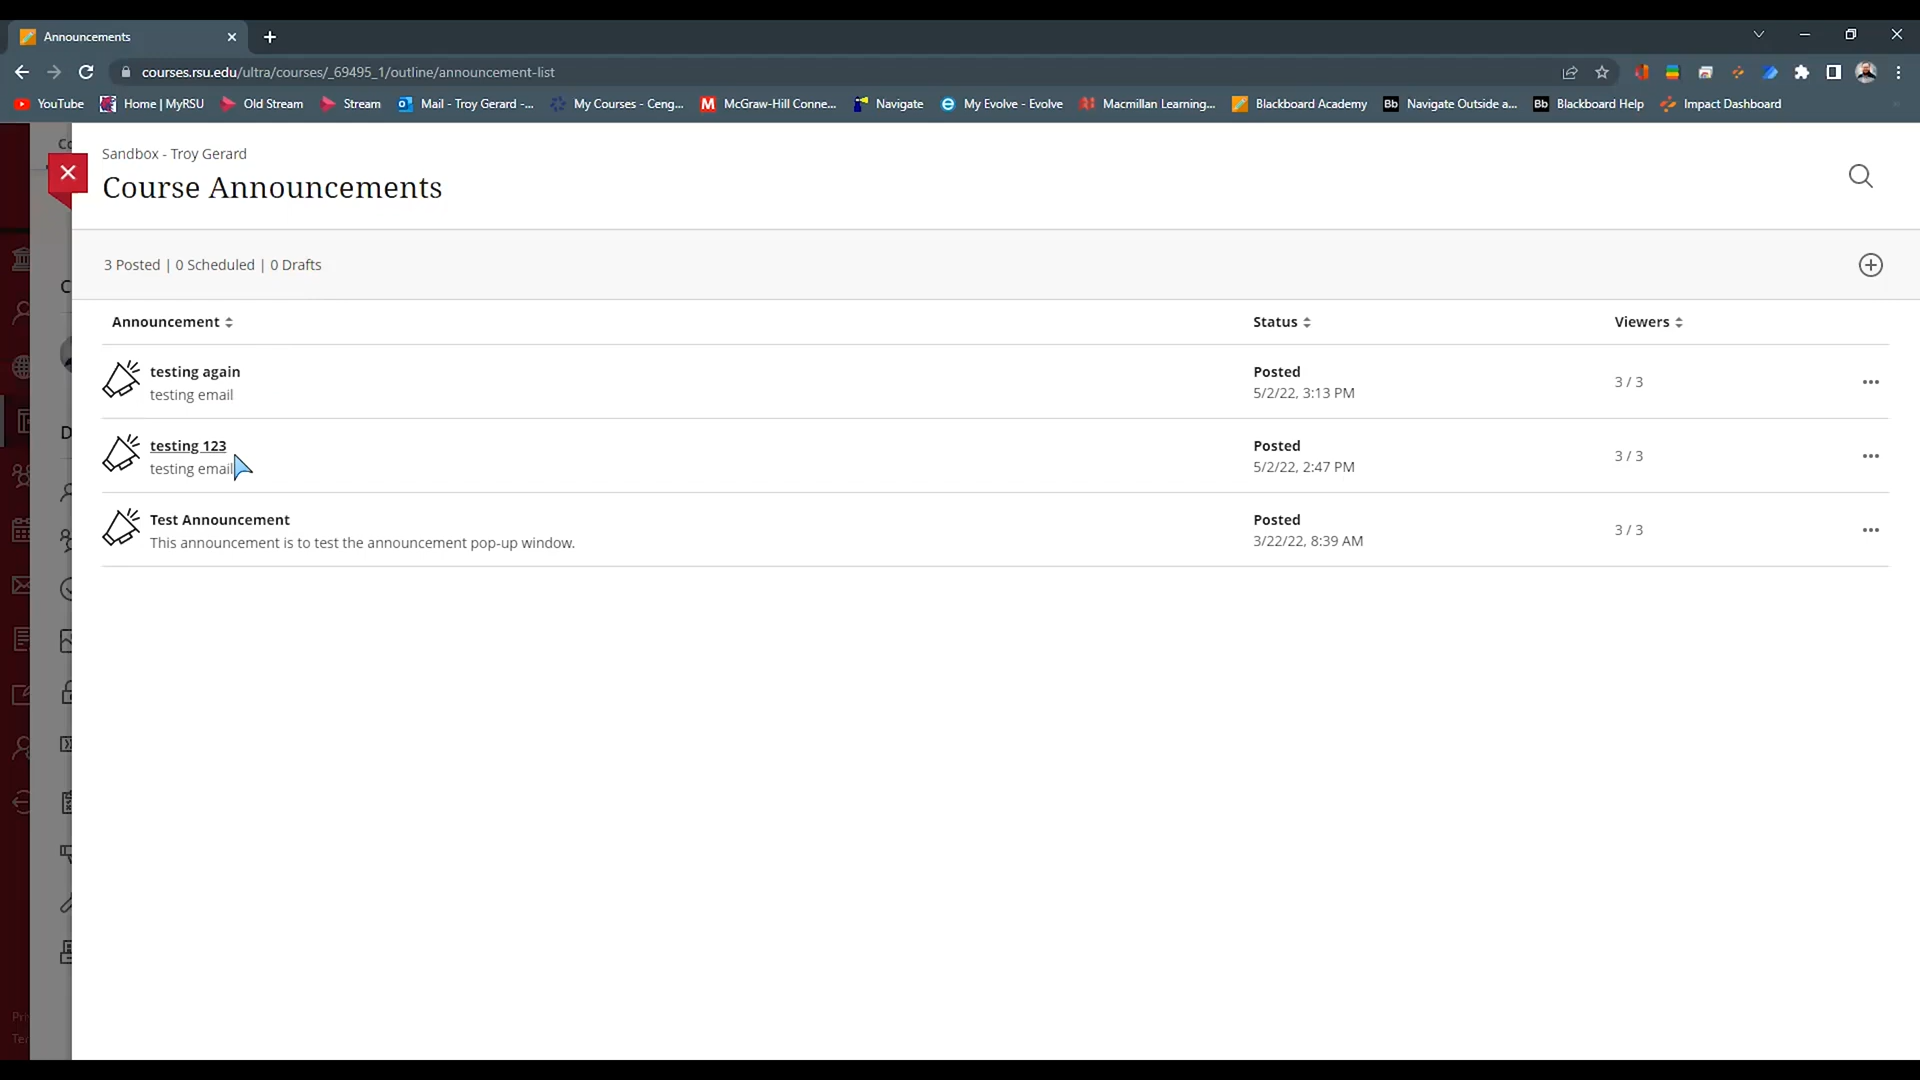 Announcements
courses.rsu.edu/ultra/courses/_69495_1/outline/announcement-list
YouTube Home | MyRSU Old Stream Stream Mail - Troy Gerard -... My Courses - Ceng... McGraw-Hill Conne... Navigate My Evolve - Evolve Macmillan Learning... Blackboard Academy Bb Navigate Outside a... Bb Blackboard Help Impact Dashboard
Sandbox - Troy Gerard
Course Announcements
3 Posted | 0 Scheduled | 0 Drafts
Announcement Status Viewers
testing again Posted 3 / 3
testing email 5/2/22, 3:13 PM
testing 123 Posted 3 / 3
testing email 5/2/22, 2:47 PM
Test Announcement Posted 3 / 3
This announcement is to test the announcement pop-up window. 3/22/22, 8:39 AM